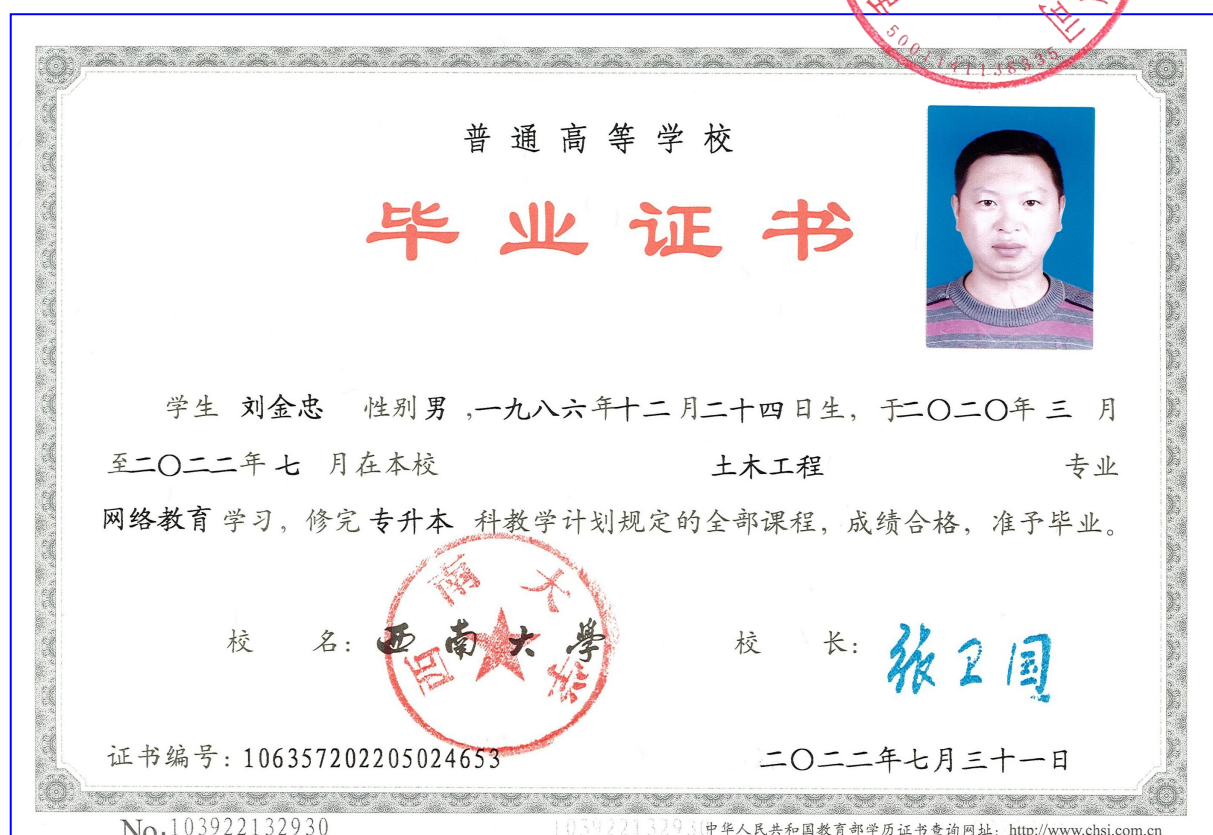 普通高等学校
毕业证书
学生 刘金忠 性别 男 ,一九八六年十二月二十四日生，于二〇二〇年 三 月
至二〇二二年 七 月在本校 土木工程 专业
网络教育 学习，修完 专升本 科教学计划规定的全部课程，成绩合格，准予毕业。
校 名：西南大學
西南大学
校 长：张卫国
证书编号：106357202205024653
二〇二二年七月三十一日
No.103922132930
103922132930
中华人民共和国教育部学历证书查询网址：http://www.chsi.com.cn